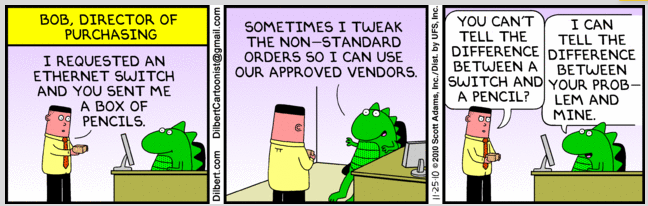 BOB, DIRECTOR OF
PURCHASING
I REQUESTED AN
ETHERNET SWITCH
AND YOU SENT ME
A BOX OF
PENCILS.
Dilbert.com DilbertCartoonist@gmail.com
SOMETIMES I TWEAK
THE NON-STANDARD
ORDERS SO I CAN USE
OUR APPROVED VENDORS.
11-25-10 © 2010 Scott Adams, Inc./Dist. by UFS, Inc.
YOU CAN'T
TELL THE
DIFFERENCE
BETWEEN A
SWITCH AND
A PENCIL?
I CAN
TELL THE
DIFFERENCE
BETWEEN
YOUR PROB-
LEM AND
MINE.